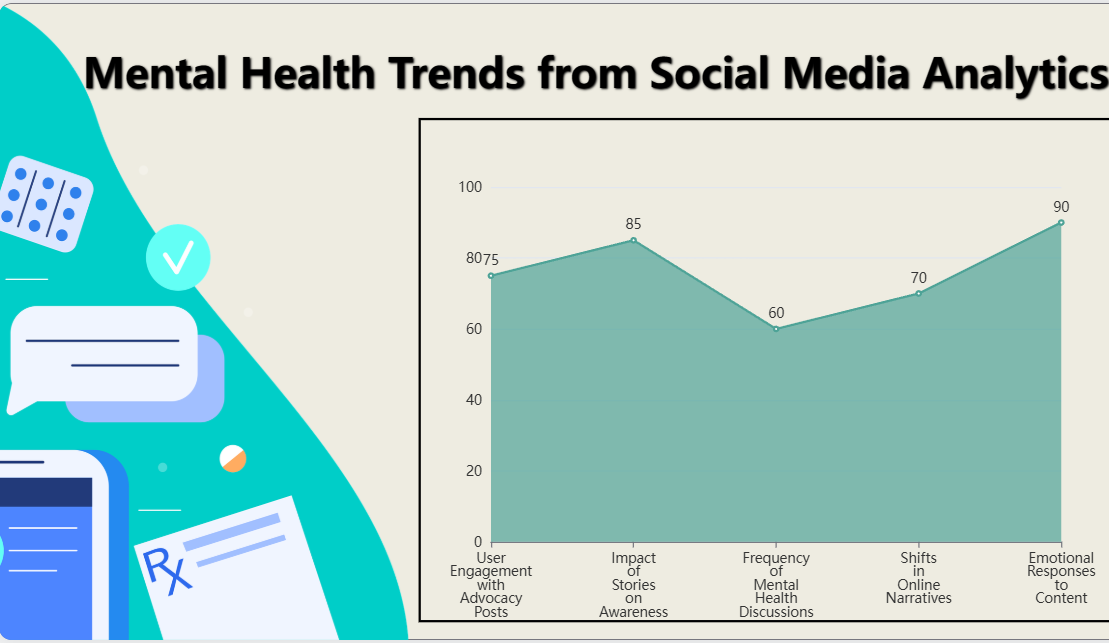 Mental Health Trends from Social Media Analytics
100
80
60
40
20
0
75
85
60
70
90
User
Engagement
with
Advocacy
Posts
Impact
of
Stories
on
Awareness
Frequency
of
Mental
Health
Discussions
Shifts
in
Online
Narratives
Emotional
Responses
to
Content
Rx